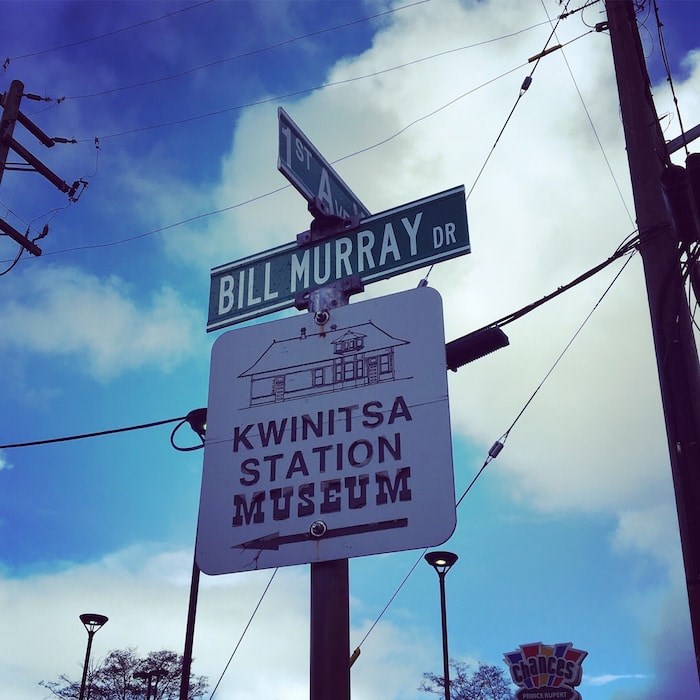 1ST AVE
BILL MURRAY DR
KWINITSA
STATION
MUSEUM
chances
PRINCE RUPERT